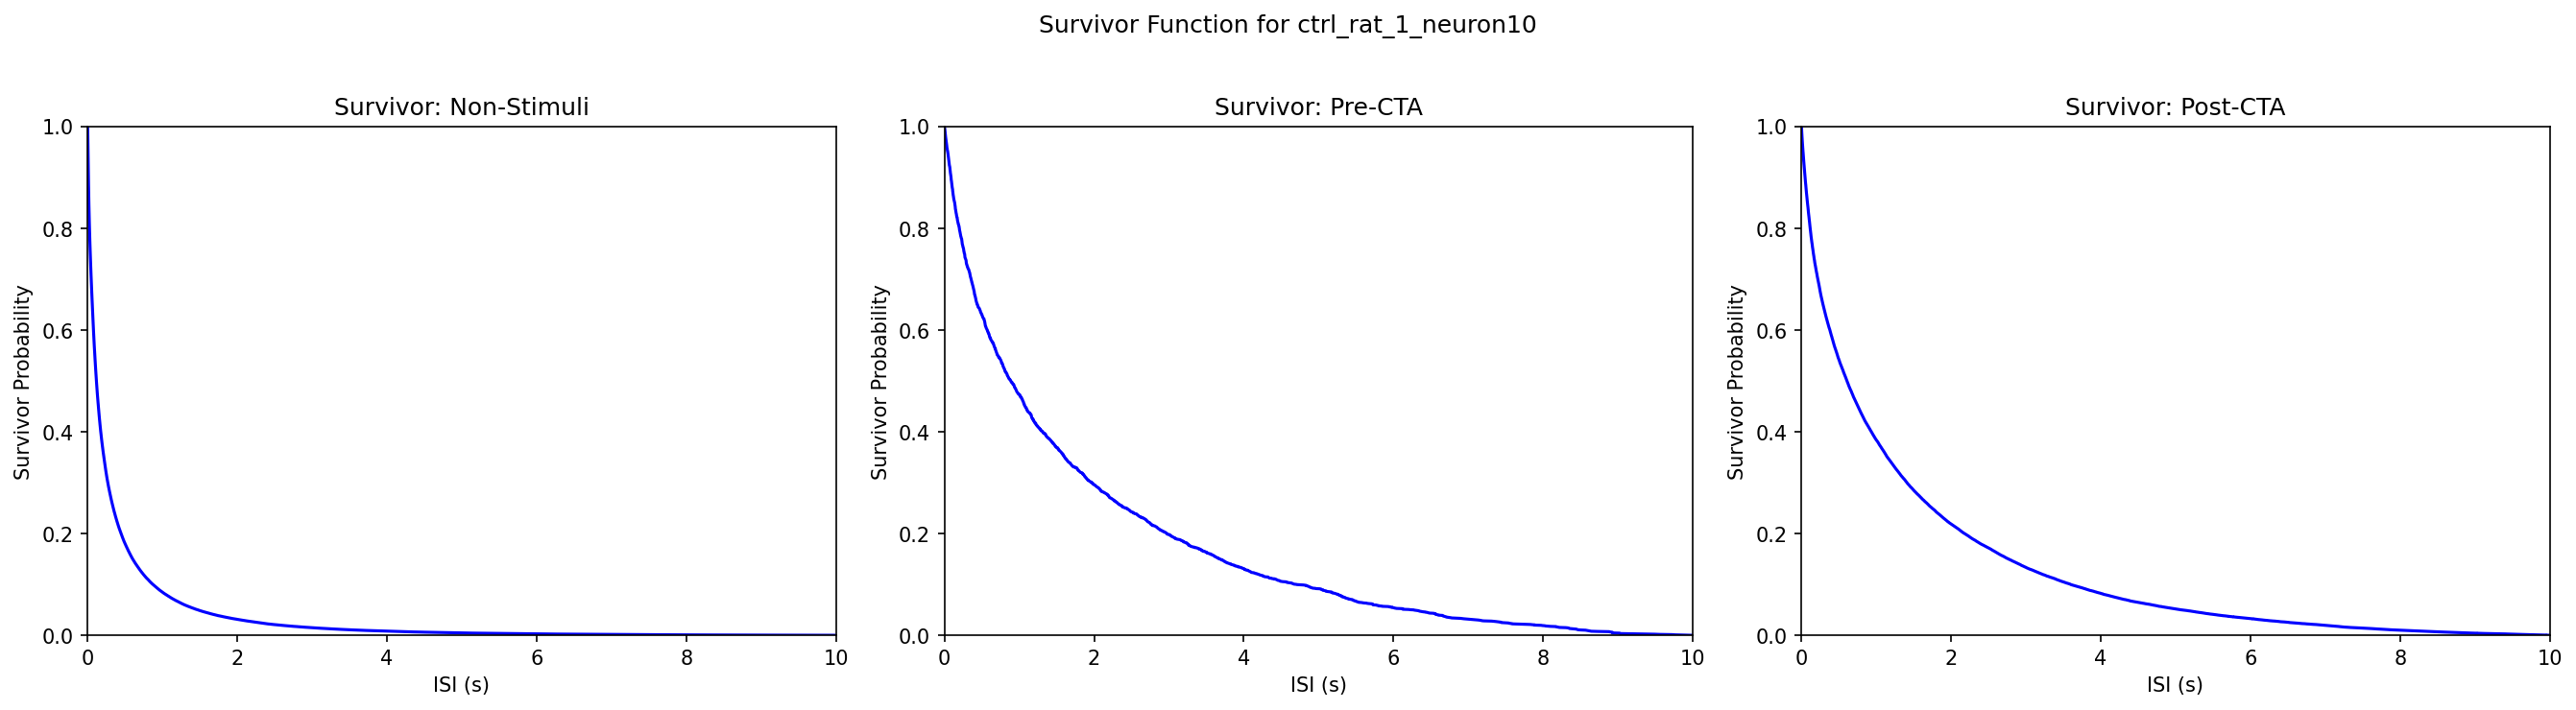 Survivor Function for ctrl_rat_1_neuron10
Survivor: Non-Stimuli
Survivor Probability
1.0
0.8
0.6
0.4
0.2
0.0
0 2 4 6 8 10
ISI (s)
Survivor: Pre-CTA
Survivor Probability
1.0
0.8
0.6
0.4
0.2
0.0
0 2 4 6 8 10
ISI (s)
Survivor: Post-CTA
Survivor Probability
1.0
0.8
0.6
0.4
0.2
0.0
0 2 4 6 8 10
ISI (s)